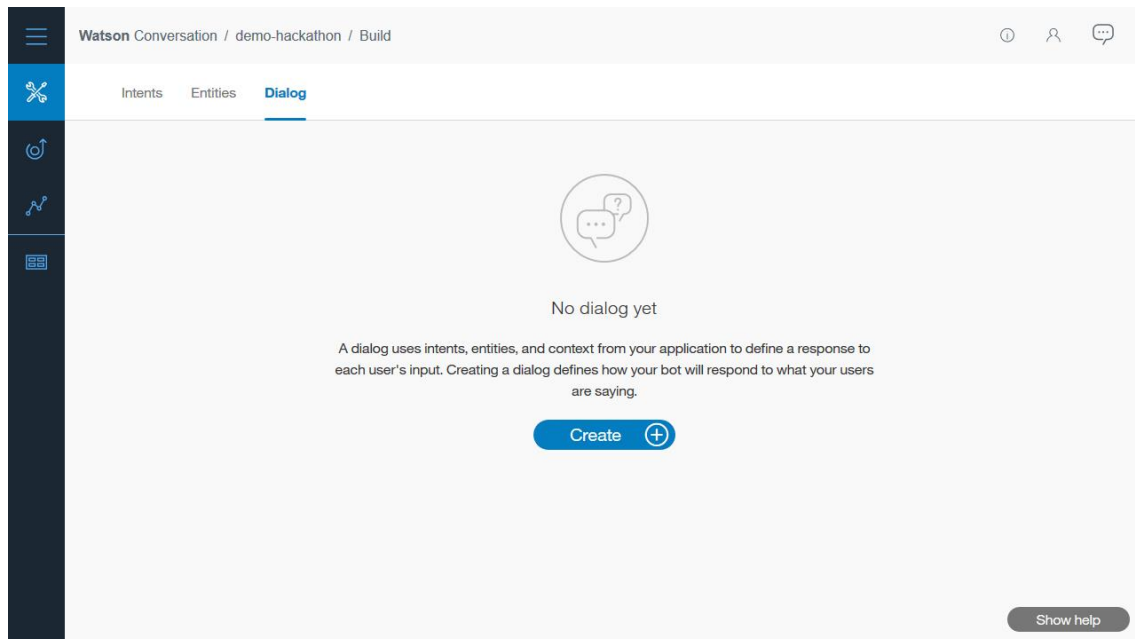 Watson Conversation / demo-hackathon / Build
Intents Entities Dialog
?
No dialog yet
A dialog uses intents, entities, and context from your application to define a response to
each user's input. Creating a dialog defines how your bot will respond to what your users
are saying.
Create
Show help